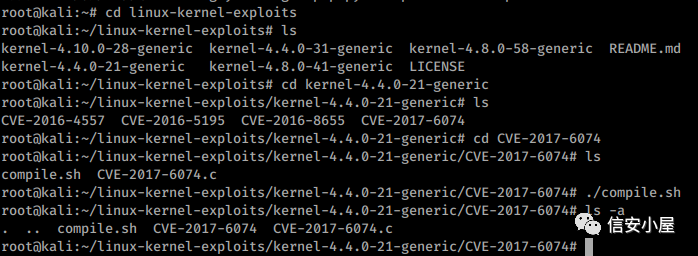 root@kali:~# cd linux-kernel-exploits
root@kali:~/linux-kernel-exploits# ls
kernel-4.10.0-28-generic  kernel-4.4.0-31-generic  kernel-4.8.0-58-generic  README.md
kernel-4.4.0-21-generic   kernel-4.8.0-41-generic  LICENSE
root@kali:~/linux-kernel-exploits# cd kernel-4.4.0-21-generic
root@kali:~/linux-kernel-exploits/kernel-4.4.0-21-generic# ls
CVE-2016-4557  CVE-2016-5195  CVE-2016-8655  CVE-2017-6074
root@kali:~/linux-kernel-exploits/kernel-4.4.0-21-generic# cd CVE-2017-6074
root@kali:~/linux-kernel-exploits/kernel-4.4.0-21-generic/CVE-2017-6074# ls
compile.sh  CVE-2017-6074.c
root@kali:~/linux-kernel-exploits/kernel-4.4.0-21-generic/CVE-2017-6074# ./compile.sh
root@kali:~/linux-kernel-exploits/kernel-4.4.0-21-generic/CVE-2017-6074# ls -a
.  ..  compile.sh  CVE-2017-6074  CVE-2017-6074.c
root@kali:~/linux-kernel-exploits/kernel-4.4.0-21-generic/CVE-2017-6074#
信安小屋